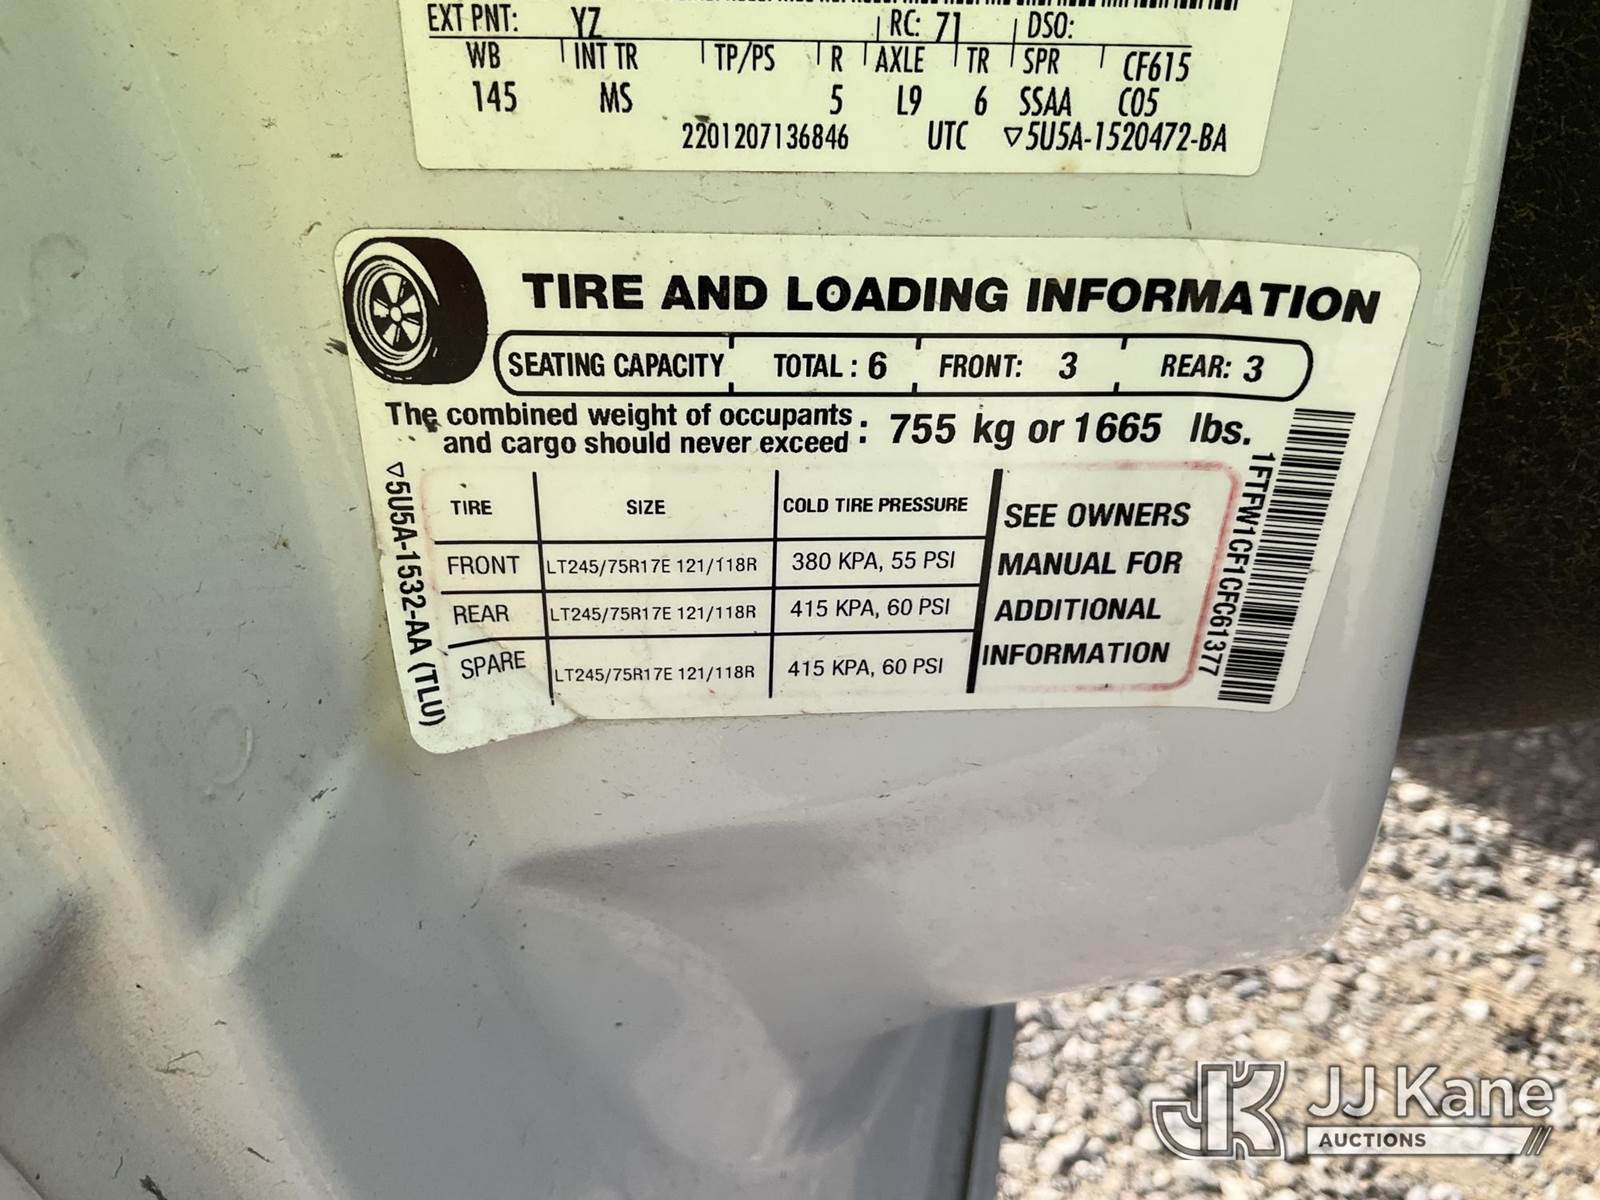 EXT PNT: YZ RC: 71 DSO:
WB INT TR TP/PS R AXLE TR SPR CF615
145 MS 5 L9 6 SSAA C05
2201207136846 UTC ▽5U5A-1520472-BA
TIRE AND LOADING INFORMATION
SEATING CAPACITY TOTAL : 6 FRONT: 3 REAR: 3
The combined weight of occupants
and cargo should never exceed : 755 kg or 1665 lbs.
TIRE SIZE COLD TIRE PRESSURE
FRONT LT245/75R17E 121/118R 380 KPA, 55 PSI
REAR LT245/75R17E 121/118R 415 KPA, 60 PSI
SPARE LT245/75R17E 121/118R 415 KPA, 60 PSI
SEE OWNERS
MANUAL FOR
ADDITIONAL
INFORMATION
▽5U5A-1532-AA (TLU)
1FTFW1CF1CFC61377
JK JJ Kane
AUCTIONS